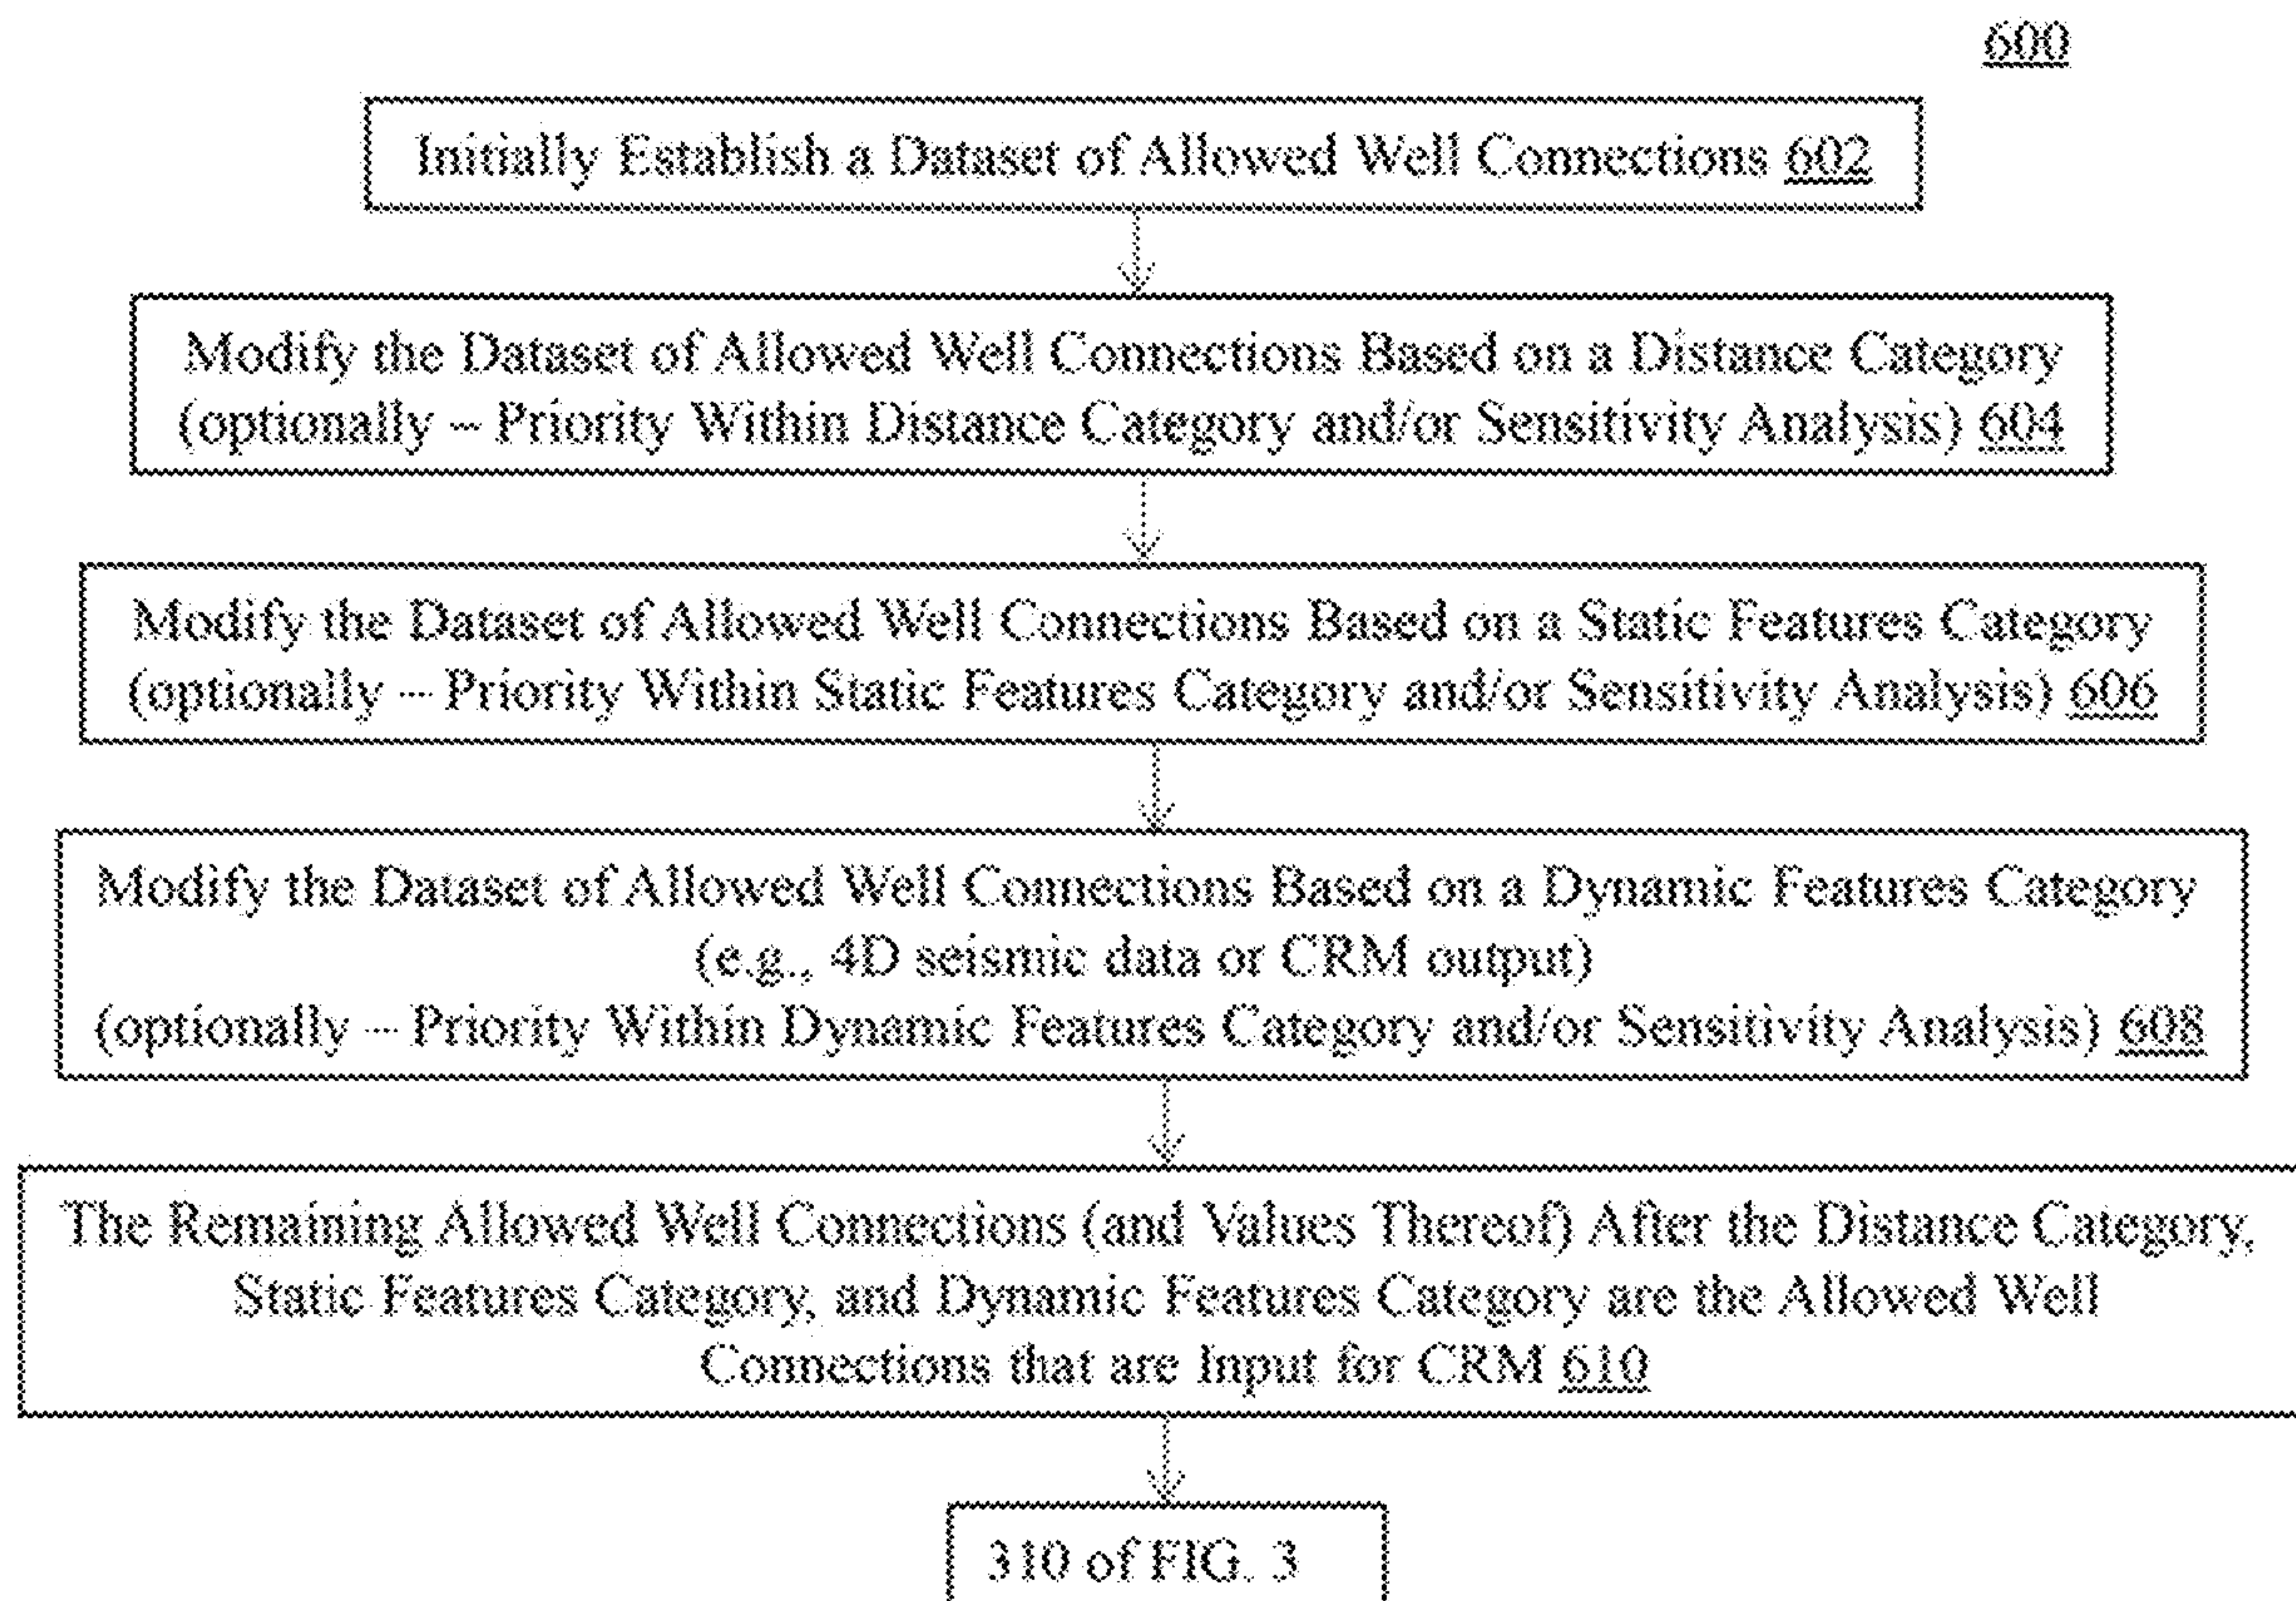 600
Initially Establish a Dataset of Allowed Well Connections 602
Modify the Dataset of Allowed Well Connections Based on a Distance Category
(optionally – Priority Within Distance Category and/or Sensitivity Analysis) 604
Modify the Dataset of Allowed Well Connections Based on a Static Features Category
(optionally – Priority Within Static Features Category and/or Sensitivity Analysis) 606
Modify the Dataset of Allowed Well Connections Based on a Dynamic Features Category
(e.g., 4D seismic data or CRM output)
(optionally – Priority Within Dynamic Features Category and/or Sensitivity Analysis) 608
The Remaining Allowed Well Connections (and Values Thereof) After the Distance Category,
Static Features Category, and Dynamic Features Category are the Allowed Well
Connections that are Input for CRM 610
310 of FIG. 3